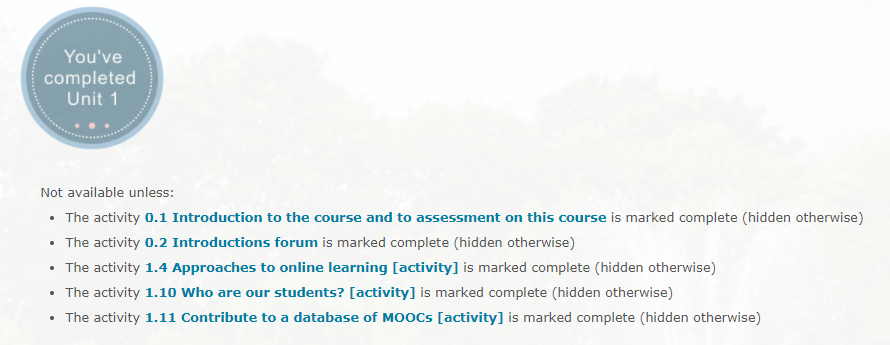 You've
completed
Unit 1
Not available unless:
The activity 0.1 Introduction to the course and to assessment on this course is marked complete (hidden otherwise)
The activity 0.2 Introductions forum is marked complete (hidden otherwise)
The activity 1.4 Approaches to online learning [activity] is marked complete (hidden otherwise)
The activity 1.10 Who are our students? [activity] is marked complete (hidden otherwise)
The activity 1.11 Contribute to a database of MOOCs [activity] is marked complete (hidden otherwise)